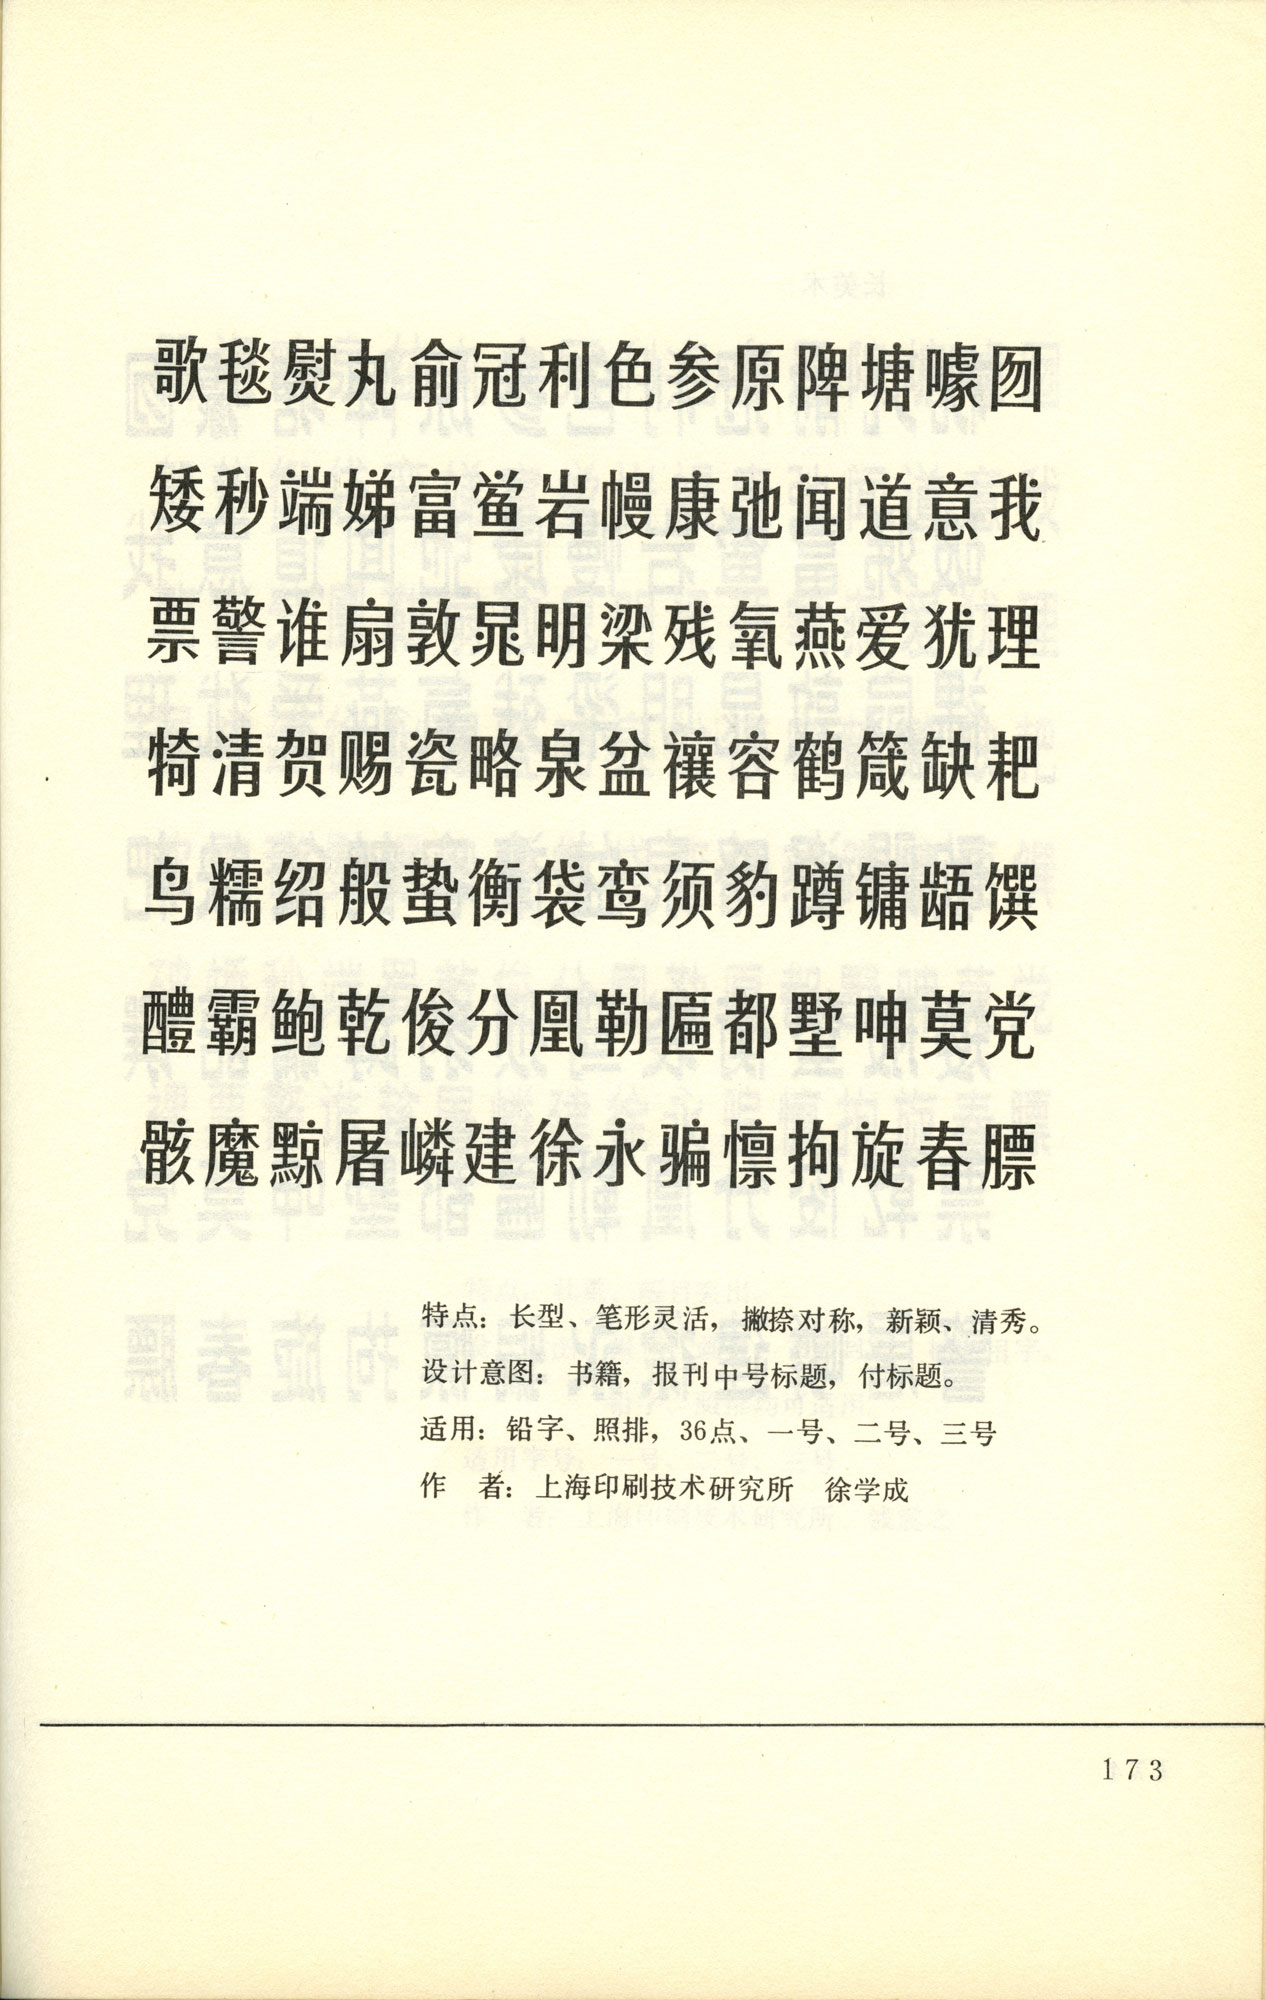 歌毯熨丸俞冠利色参原陴塘噱囫
矮秒端娣富鲎岩幔康弛闻道意我
票警谁扇敦晁明梁残氧燕爱犹理
犄清贺赐瓷略泉盆禳容鹤箴缺耙
鸟糯绍般蛰衡袋鸾须豹蹲镛龉馔
醴霸鲍乾俊分凰勒匾都墅呻莫党
骸魔黥屠嶙建徐永骗懔拘旋春膘
特点：长型、笔形灵活，撇捺对称，新颖、清秀。
设计意图：书籍，报刊中号标题，付标题。
适用：铅字、照排，36点、一号、二号、三号
作　者：上海印刷技术研究所　徐学成
173